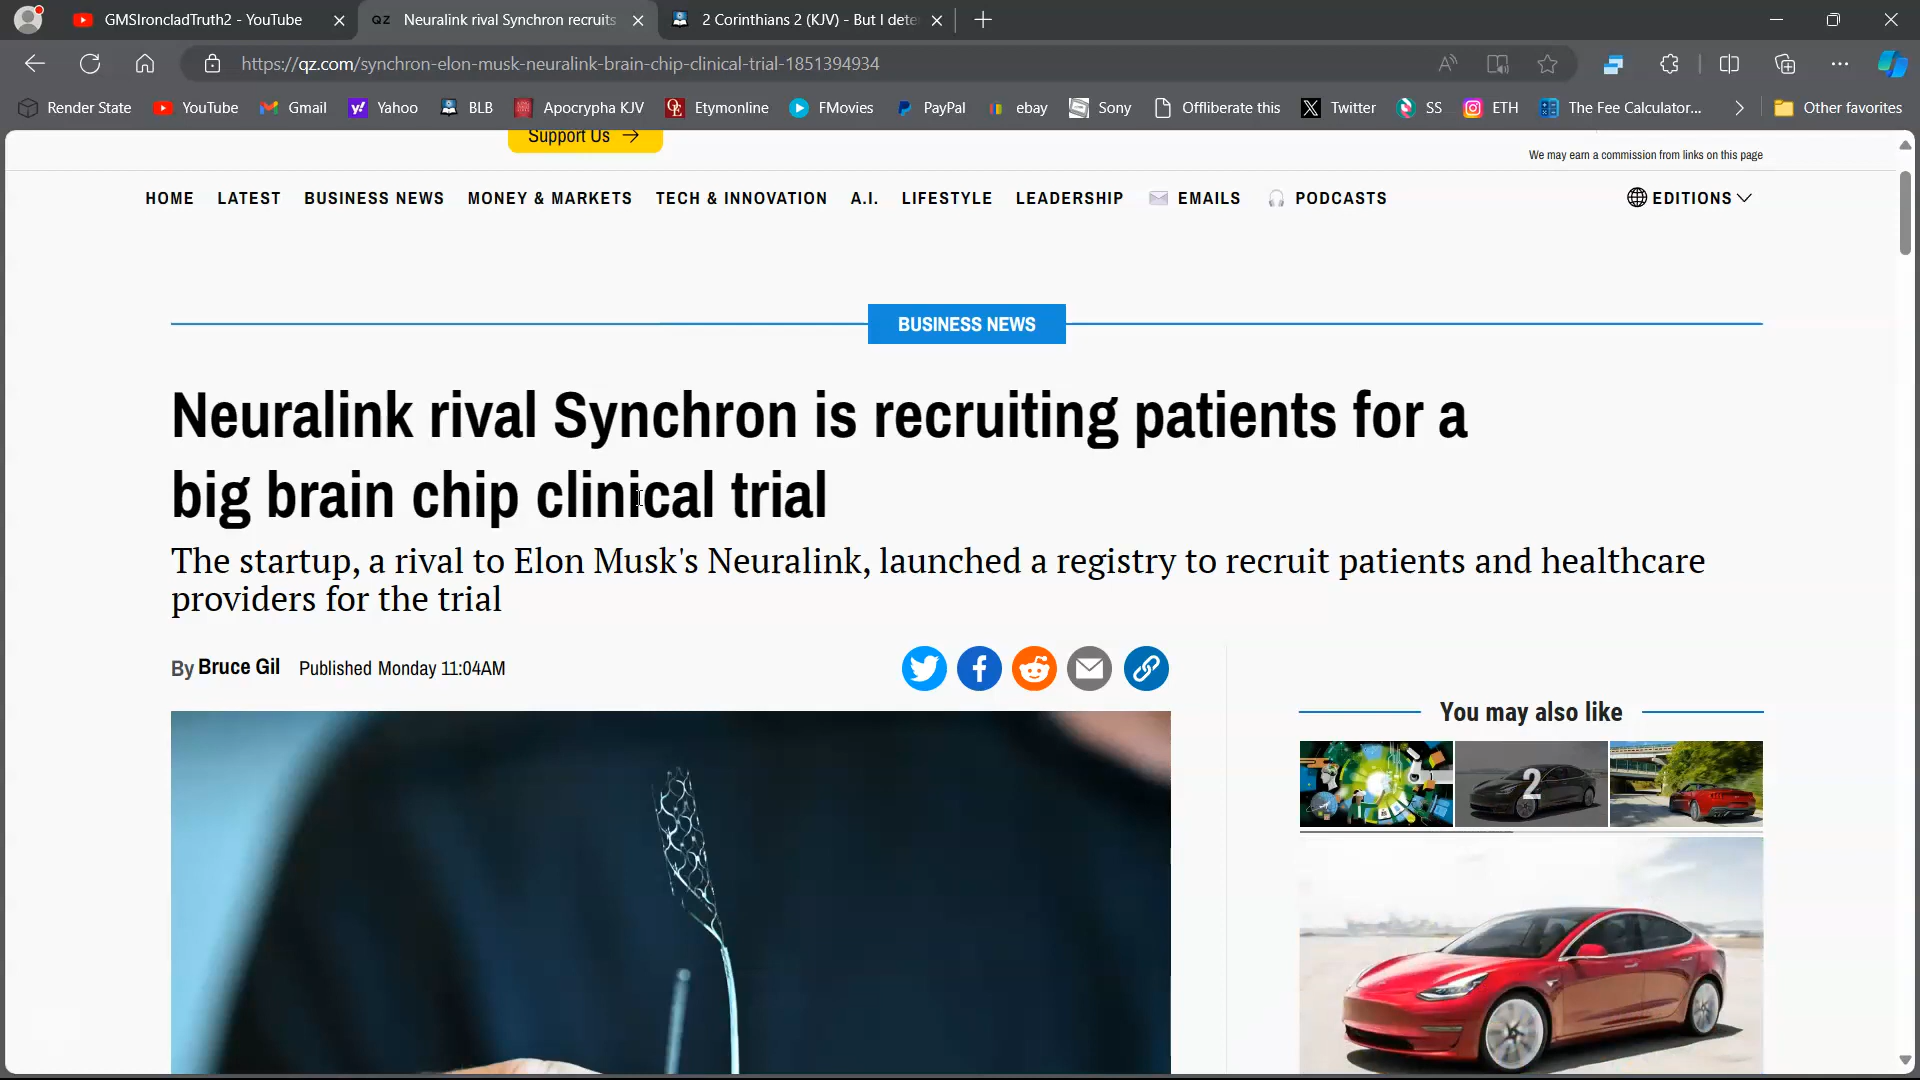 GMSIroncladTruth2 - YouTube
QZ Neuralink rival Synchron recruits
2 Corinthians 2 (KJV) - But I dete
https://qz.com/synchron-elon-musk-neuralink-brain-chip-clinical-trial-1851394934
Render State YouTube Gmail Yahoo BLB Apocrypha KJV Etymonline FMovies PayPal ebay Sony Offliberate this Twitter SS ETH The Fee Calculator... Other favorites
Support Us →
We may earn a commission from links on this page
HOME LATEST BUSINESS NEWS MONEY & MARKETS TECH & INNOVATION A.I. LIFESTYLE LEADERSHIP EMAILS PODCASTS EDITIONS
BUSINESS NEWS
Neuralink rival Synchron is recruiting patients for a
big brain chip clinical trial
The startup, a rival to Elon Musk's Neuralink, launched a registry to recruit patients and healthcare
providers for the trial
By Bruce Gil Published Monday 11:04AM
You may also like
2